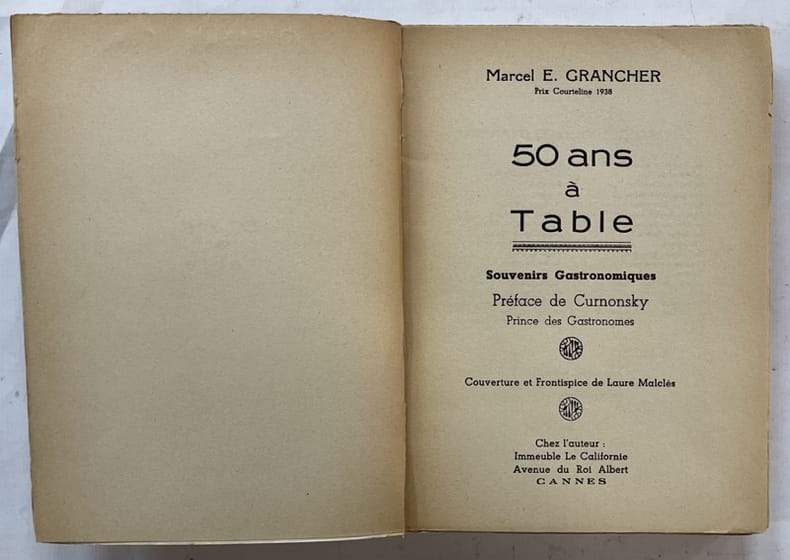 Marcel E. GRANCHER
Prix Courteline 1938
50 ans
à
Table
Souvenirs Gastronomiques
Préface de Curnonsky
Prince des Gastronomes
Couverture et Frontispice de Laure Malclès
Chez l'auteur :
Immeuble Le Californie
Avenue du Roi Albert
CANNES